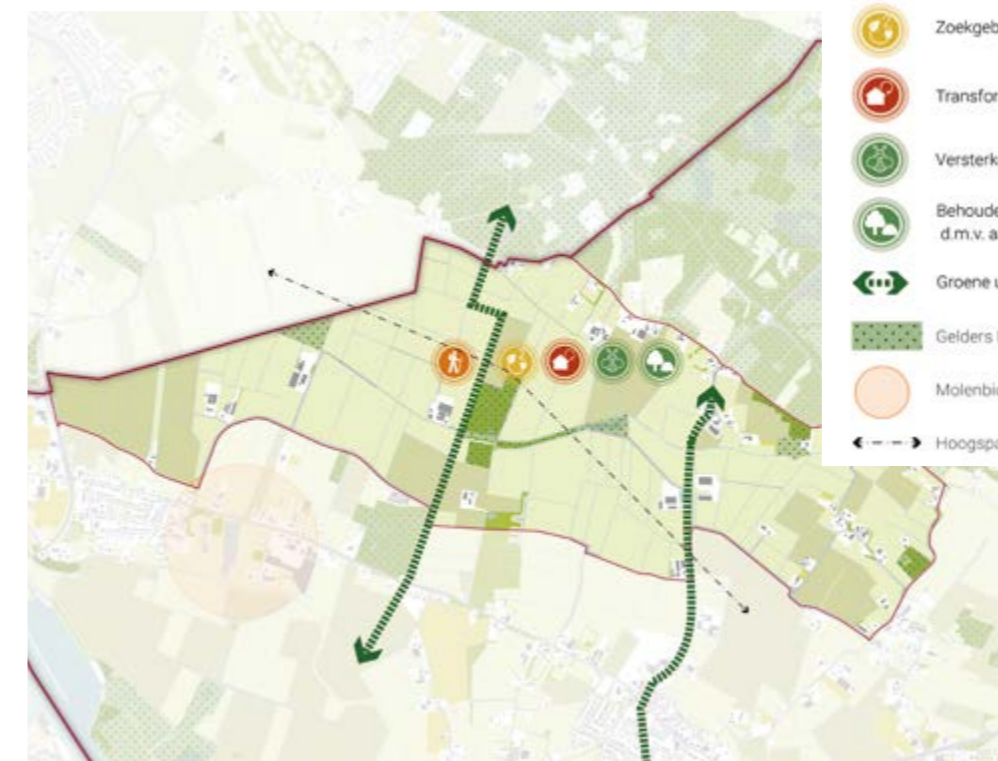 Zoekgeb
Transfor
Versterk
Behoude
d.m.v. a
Groene u
Gelders
Molenbi
Hoogspa